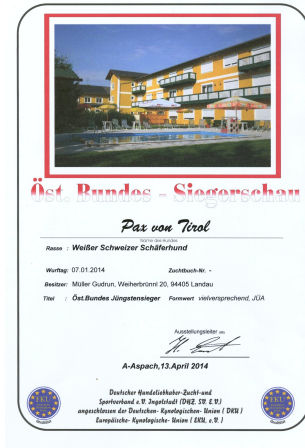 Öst. Bundes - Siegerschau
Pax von Tirol
Name des Hundes
Rasse : Weißer Schweizer Schäferhund
Wurftag: 07.01.2014 Zuchtbuch-Nr. -
Besitzer: Müller Gudrun, Weiherbrünnl 20, 94405 Landau
Titel : Öst.Bundes Jüngstensieger Formwert vielversprechend, JÜA
Ausstellungsleiter
A-Aspach,13.April 2014
Deutscher Hundeliebhaber-Zucht-und
Sportverband e.V. Ingolstadt (DHZ. SV. E.V.)
angeschlossen der Deutschen- Kynologischen- Union ( DKU )
Europäische- Kynologische- Union ( EKU. e.V. )
EKU
EKU